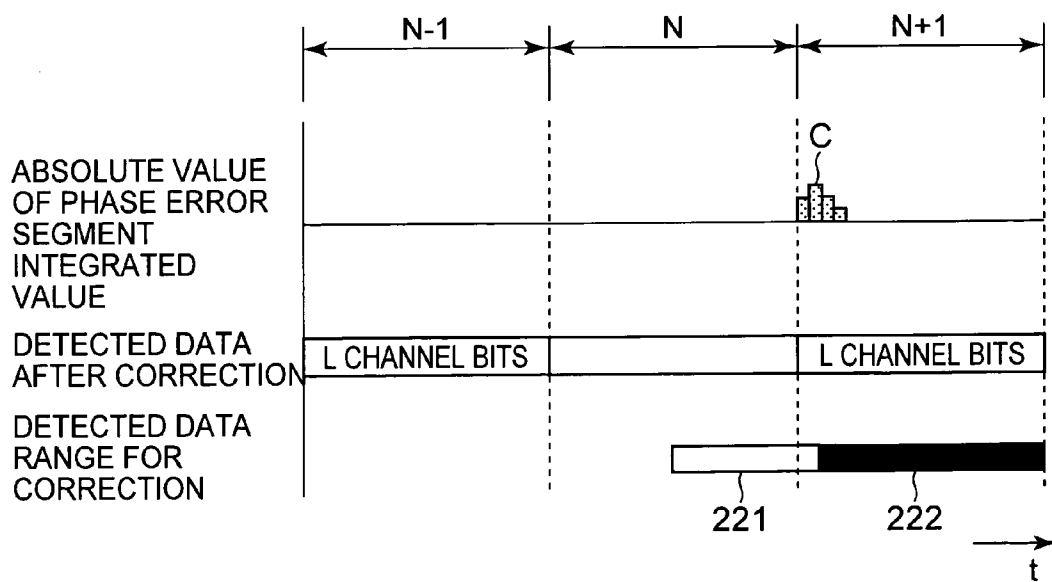 N-1
N
N+1
C
ABSOLUTE VALUE
OF PHASE ERROR
SEGMENT
INTEGRATED
VALUE
DETECTED DATA
AFTER CORRECTION
L CHANNEL BITS
L CHANNEL BITS
DETECTED DATA
RANGE FOR
CORRECTION
221
222
t